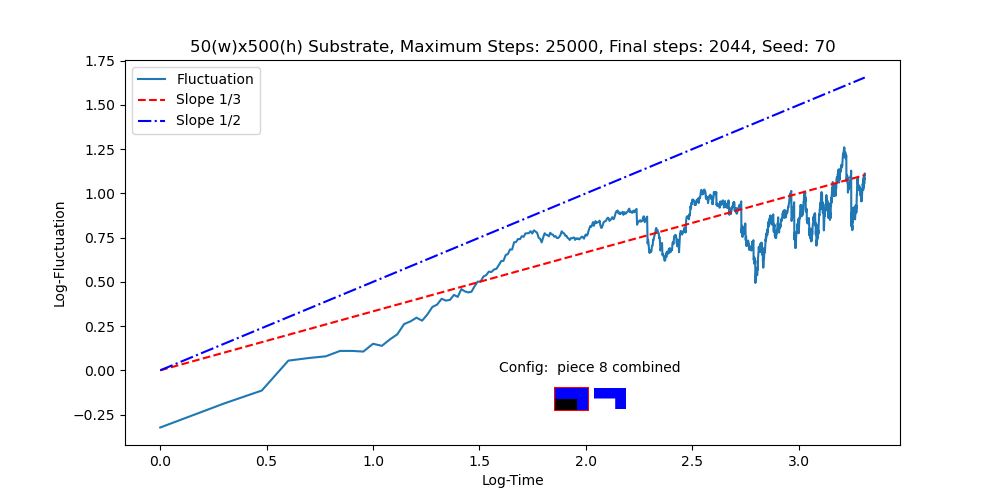 50(w)x500(h) Substrate, Maximum Steps: 25000, Final steps: 2044, Seed: 70
Log-Fluctuation
1.75
1.50
1.25
1.00
0.75
0.50
0.25
0.00
−0.25
Fluctuation
Slope 1/3
Slope 1/2
Config:  piece 8 combined
0.0 0.5 1.0 1.5 2.0 2.5 3.0
Log-Time